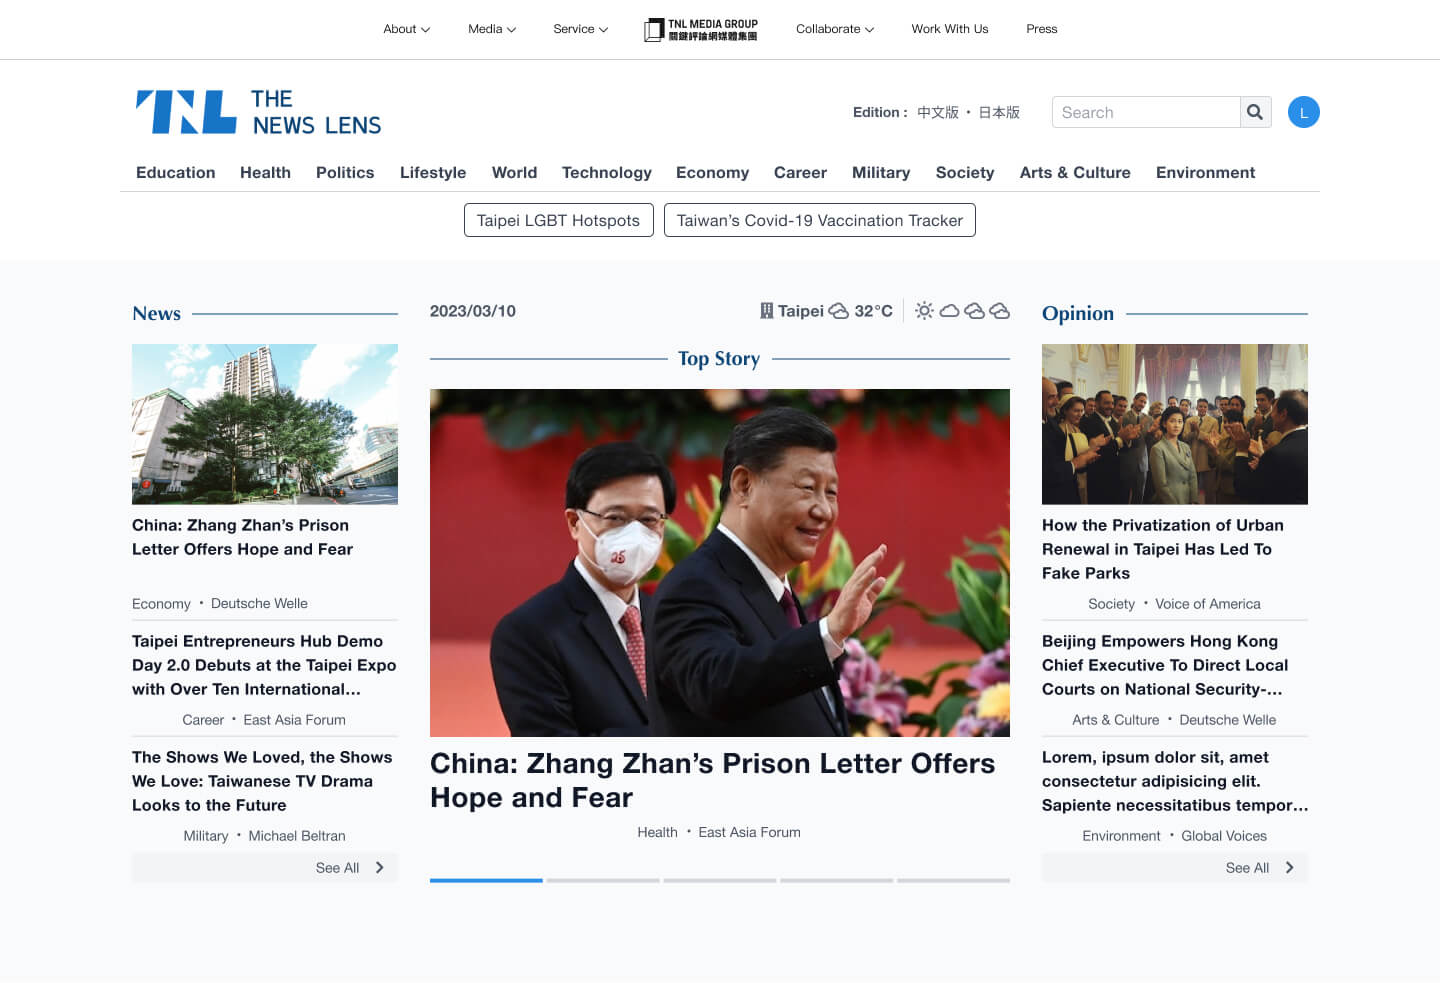 About
Media
Service
TNL MEDIA GROUP
關鍵評論網媒體集團
Collaborate
Work With Us
Press
TNL THE
NEWS LENS
Edition : 中文版 • 日本版
Search
L
Education Health Politics Lifestyle World Technology Economy Career Military Society Arts & Culture Environment
Taipei LGBT Hotspots
Taiwan's Covid-19 Vaccination Tracker
News
China: Zhang Zhan's Prison
Letter Offers Hope and Fear
Economy • Deutsche Welle
Taipei Entrepreneurs Hub Demo
Day 2.0 Debuts at the Taipei Expo
with Over Ten International...
Career • East Asia Forum
The Shows We Loved, the Shows
We Love: Taiwanese TV Drama
Looks to the Future
Military • Michael Beltran
See All
2023/03/10
Taipei 32°C
Top Story
China: Zhang Zhan's Prison Letter Offers
Hope and Fear
Health • East Asia Forum
Opinion
How the Privatization of Urban
Renewal in Taipei Has Led To
Fake Parks
Society • Voice of America
Beijing Empowers Hong Kong
Chief Executive To Direct Local
Courts on National Security-...
Arts & Culture • Deutsche Welle
Lorem, ipsum dolor sit, amet
consectetur adipisicing elit.
Sapiente necessitatibus tempor...
Environment • Global Voices
See All